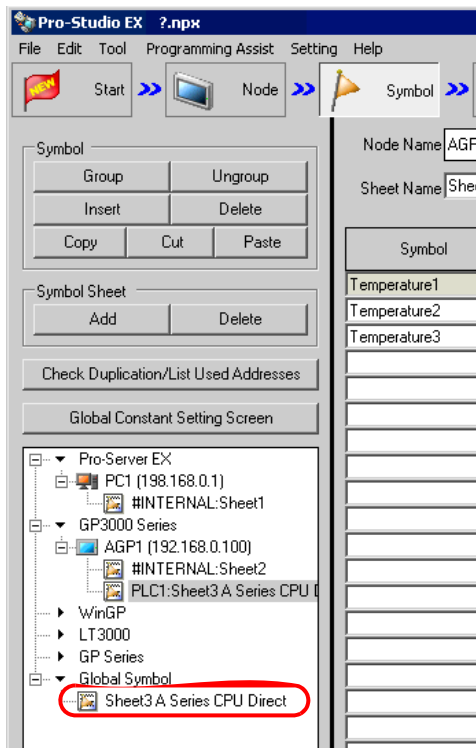 Pro-Studio EX ?.npx
File Edit Tool Programming Assist Setting Help
NEW Start Node Symbol
Symbol
Group Ungroup
Insert Delete
Copy Cut Paste
Symbol Sheet
Add Delete
Check Duplication/List Used Addresses
Global Constant Setting Screen
Pro-Server EX
PC1 (198.168.0.1)
#INTERNAL:Sheet1
GP3000 Series
AGP1 (192.168.0.100)
#INTERNAL:Sheet2
PLC1:Sheet3 A Series CPU
WinGP
LT3000
GP Series
Global Symbol
Sheet3 A Series CPU Direct
Node Name AGP
Sheet Name Shee
Symbol
Temperature1
Temperature2
Temperature3